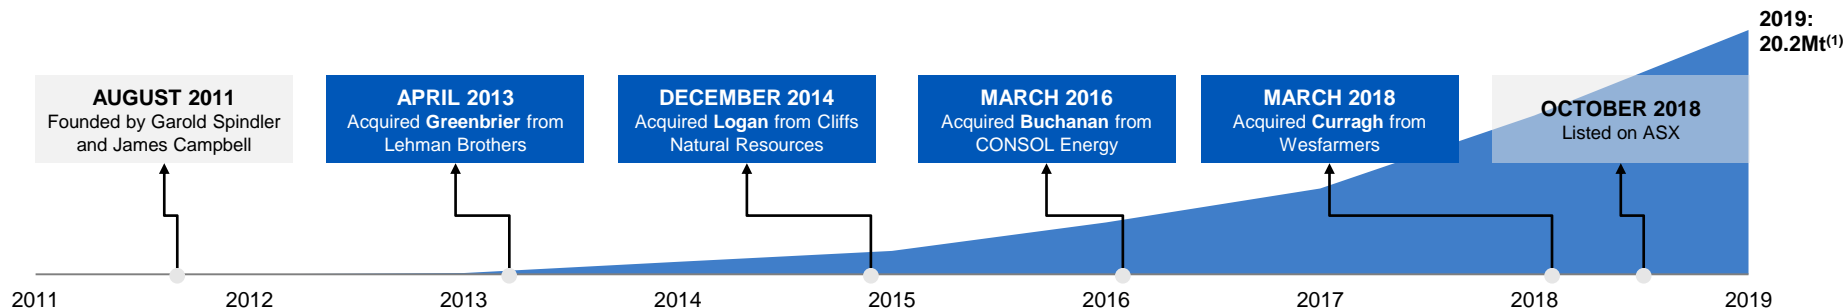 2019:
20.2Mt(1)
AUGUST 2011
Founded by Garold Spindler
and James Campbell
APRIL 2013
Acquired Greenbrier from
Lehman Brothers
DECEMBER 2014
Acquired Logan from Cliffs
Natural Resources
MARCH 2016
Acquired Buchanan from
CONSOL Energy
MARCH 2018
Acquired Curragh from
Wesfarmers
OCTOBER 2018
Listed on ASX
2011 2012 2013 2014 2015 2016 2017 2018 2019